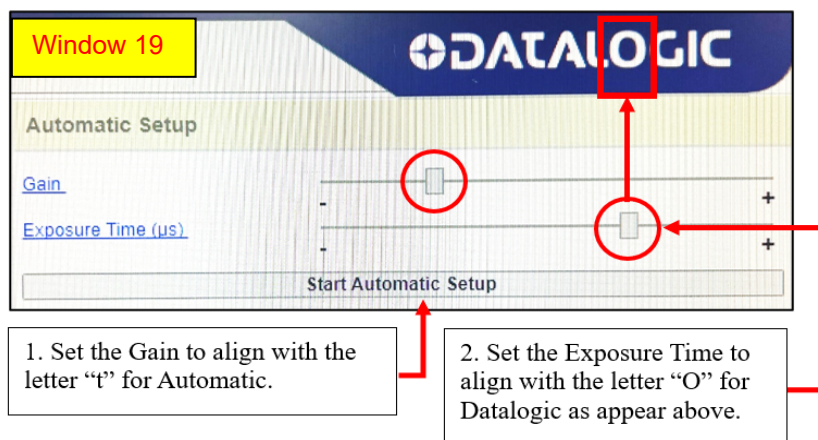 Window 19
DATALOGIC
Automatic Setup
Gain
- +
Exposure Time (µs)
- +
Start Automatic Setup
1. Set the Gain to align with the
letter “t” for Automatic.
2. Set the Exposure Time to
align with the letter “O” for
Datalogic as appear above.